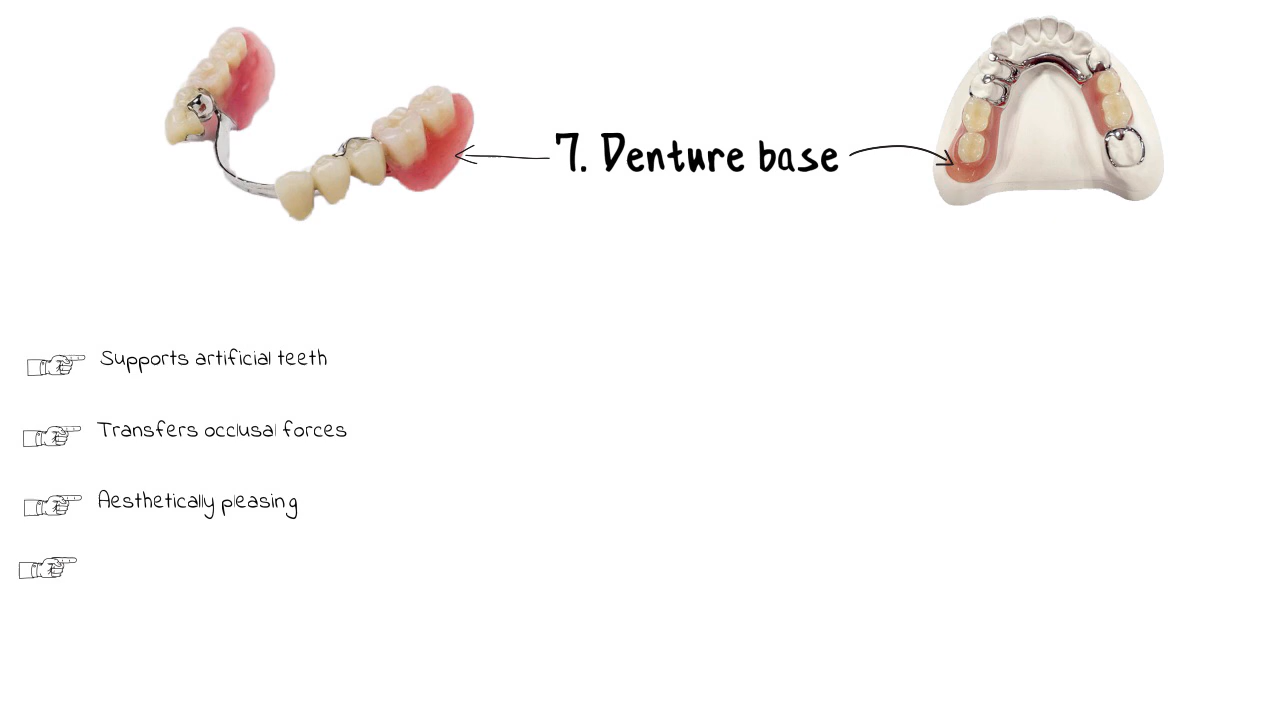 7. Denture base
Supports artificial teeth
Transfers occlusal forces
Aesthetically pleasing